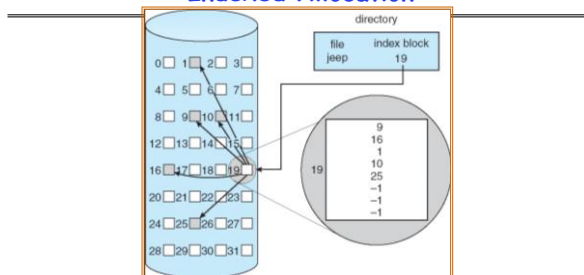 Indexed Allocation
directory
file index block
jeep 19
0 1 2 3
4 5 6 7
8 9 10 11
12 13 14 15
16 17 18 19
20 21 22 23
24 25 26 27
28 29 30 31
19
9
16
1
10
25
–1
–1
–1